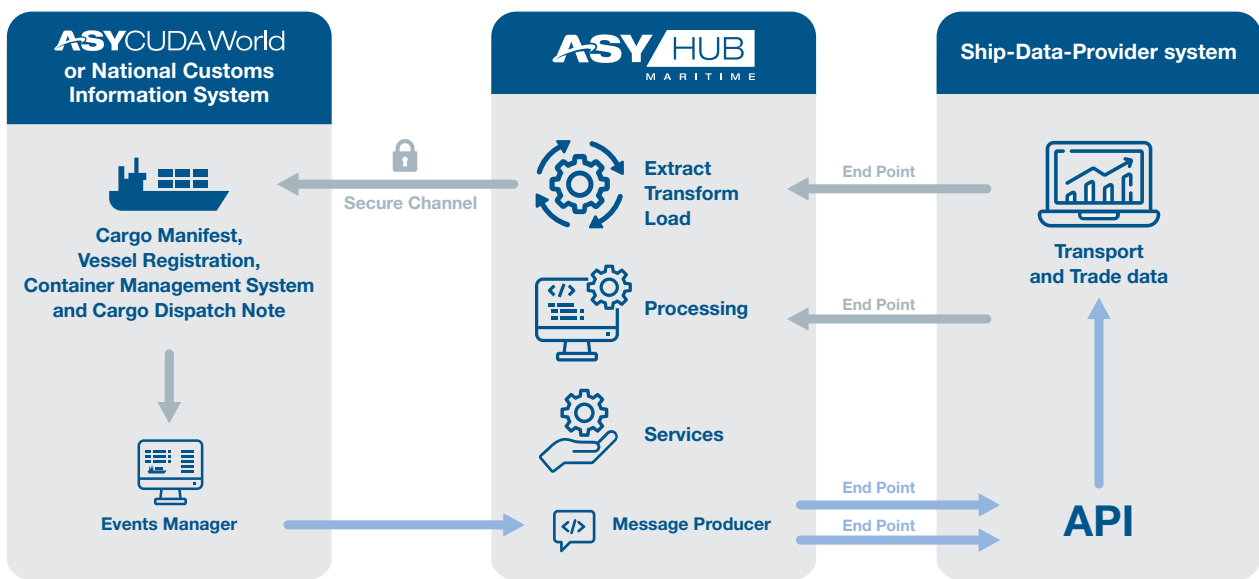 ASYCUDAWorld
or National Customs
Information System
Cargo Manifest,
Vessel Registration,
Container Management System
and Cargo Dispatch Note
Events Manager
Secure Channel
ASY HUB
MARITIME
Extract
Transform
Load
</>
Processing
Services
</>
Message Producer
End Point
End Point
End Point
End Point
Ship-Data-Provider system
Transport
and Trade data
API